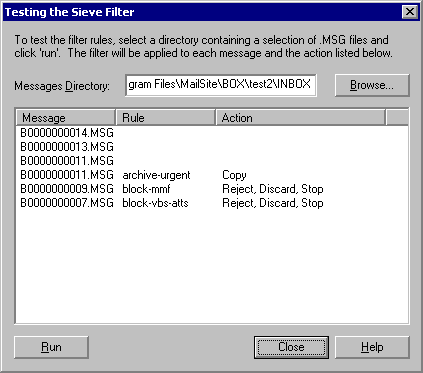 Testing the Sieve Filter
To test the filter rules, select a directory containing a selection of .MSG files and
click 'run'. The filter will be applied to each message and the action listed below.
Messages Directory: gram Files\MailSite\BOX\test2\INBOX Browse...
Message Rule Action
B0000000014.MSG
B0000000013.MSG
B0000000011.MSG
B0000000011.MSG archive-urgent Copy
B0000000009.MSG block-mmf Reject, Discard, Stop
B0000000007.MSG block-vbs-atts Reject, Discard, Stop
Run Close Help